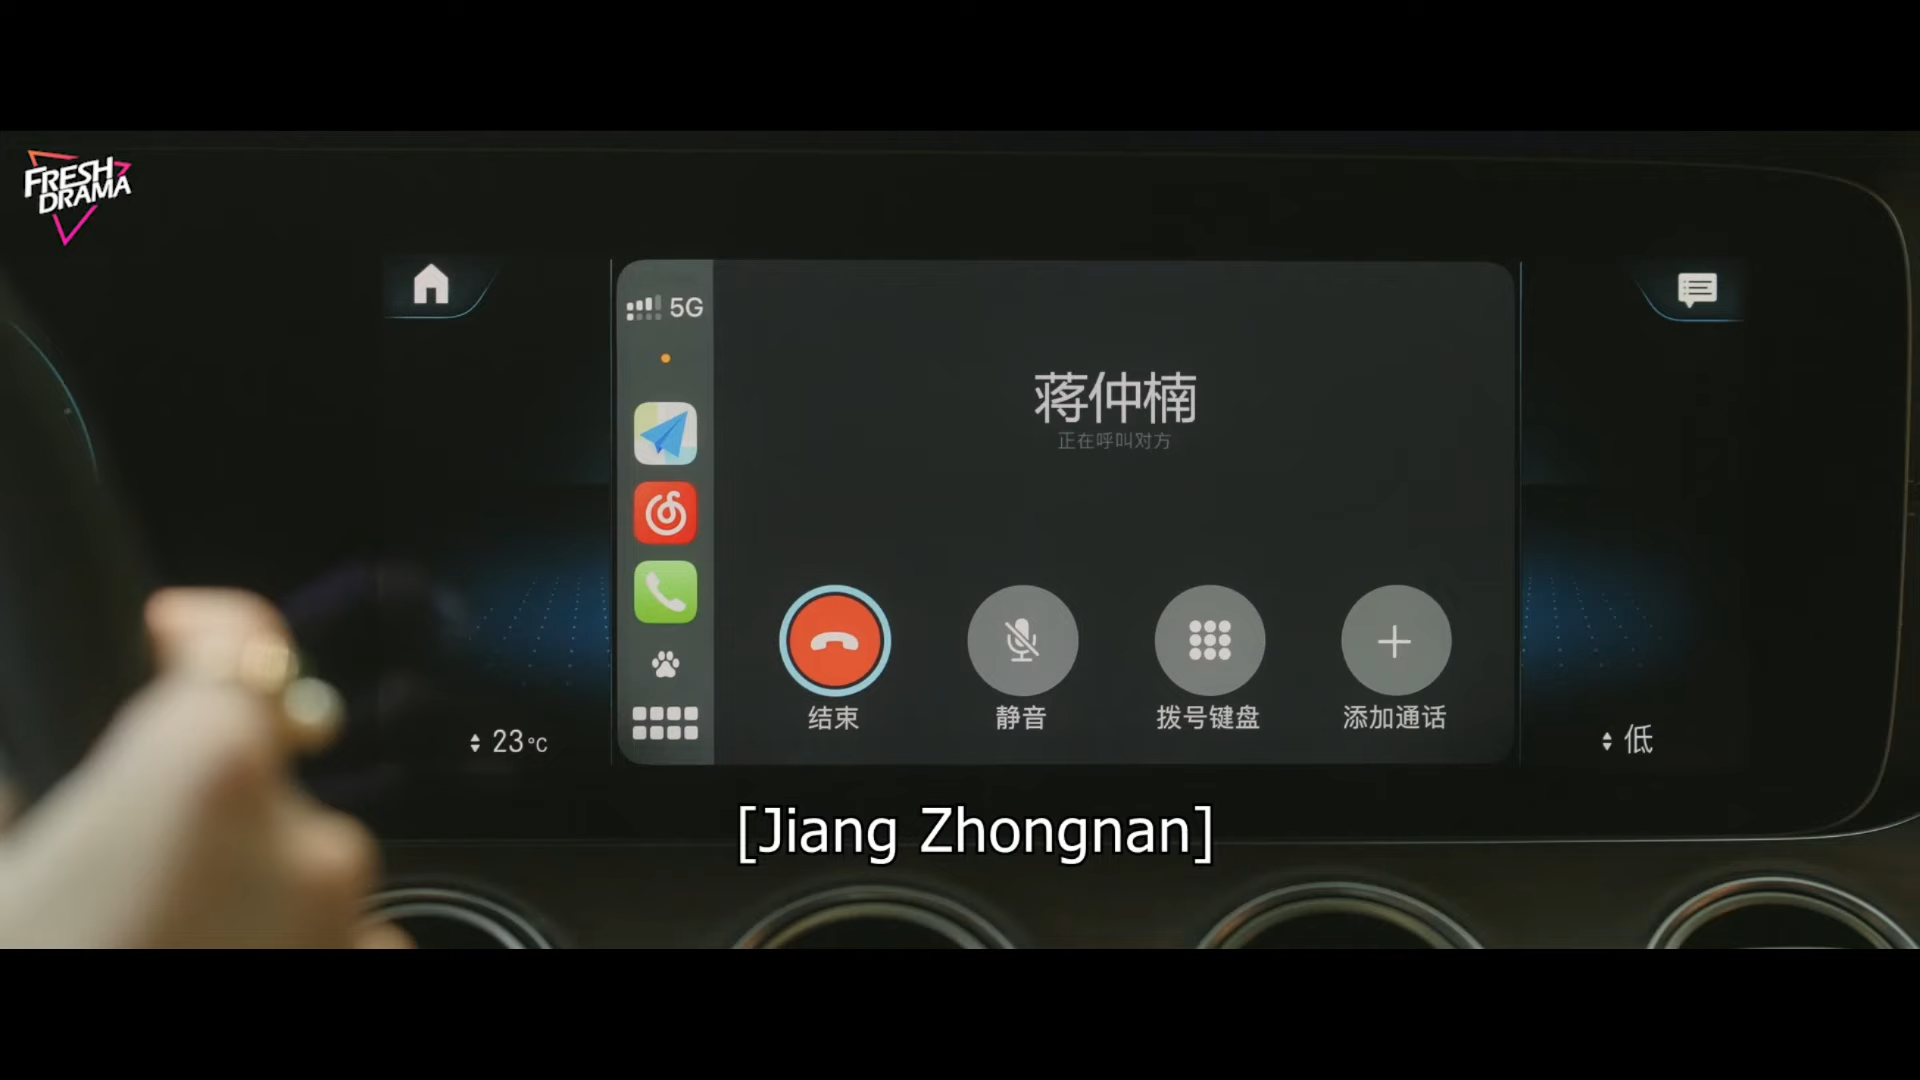 FRESH
DRAMA
5G
蒋仲楠
正在呼叫对方
结束
静音
拨号键盘
添加通话
23°C
低
[Jiang Zhongnan]